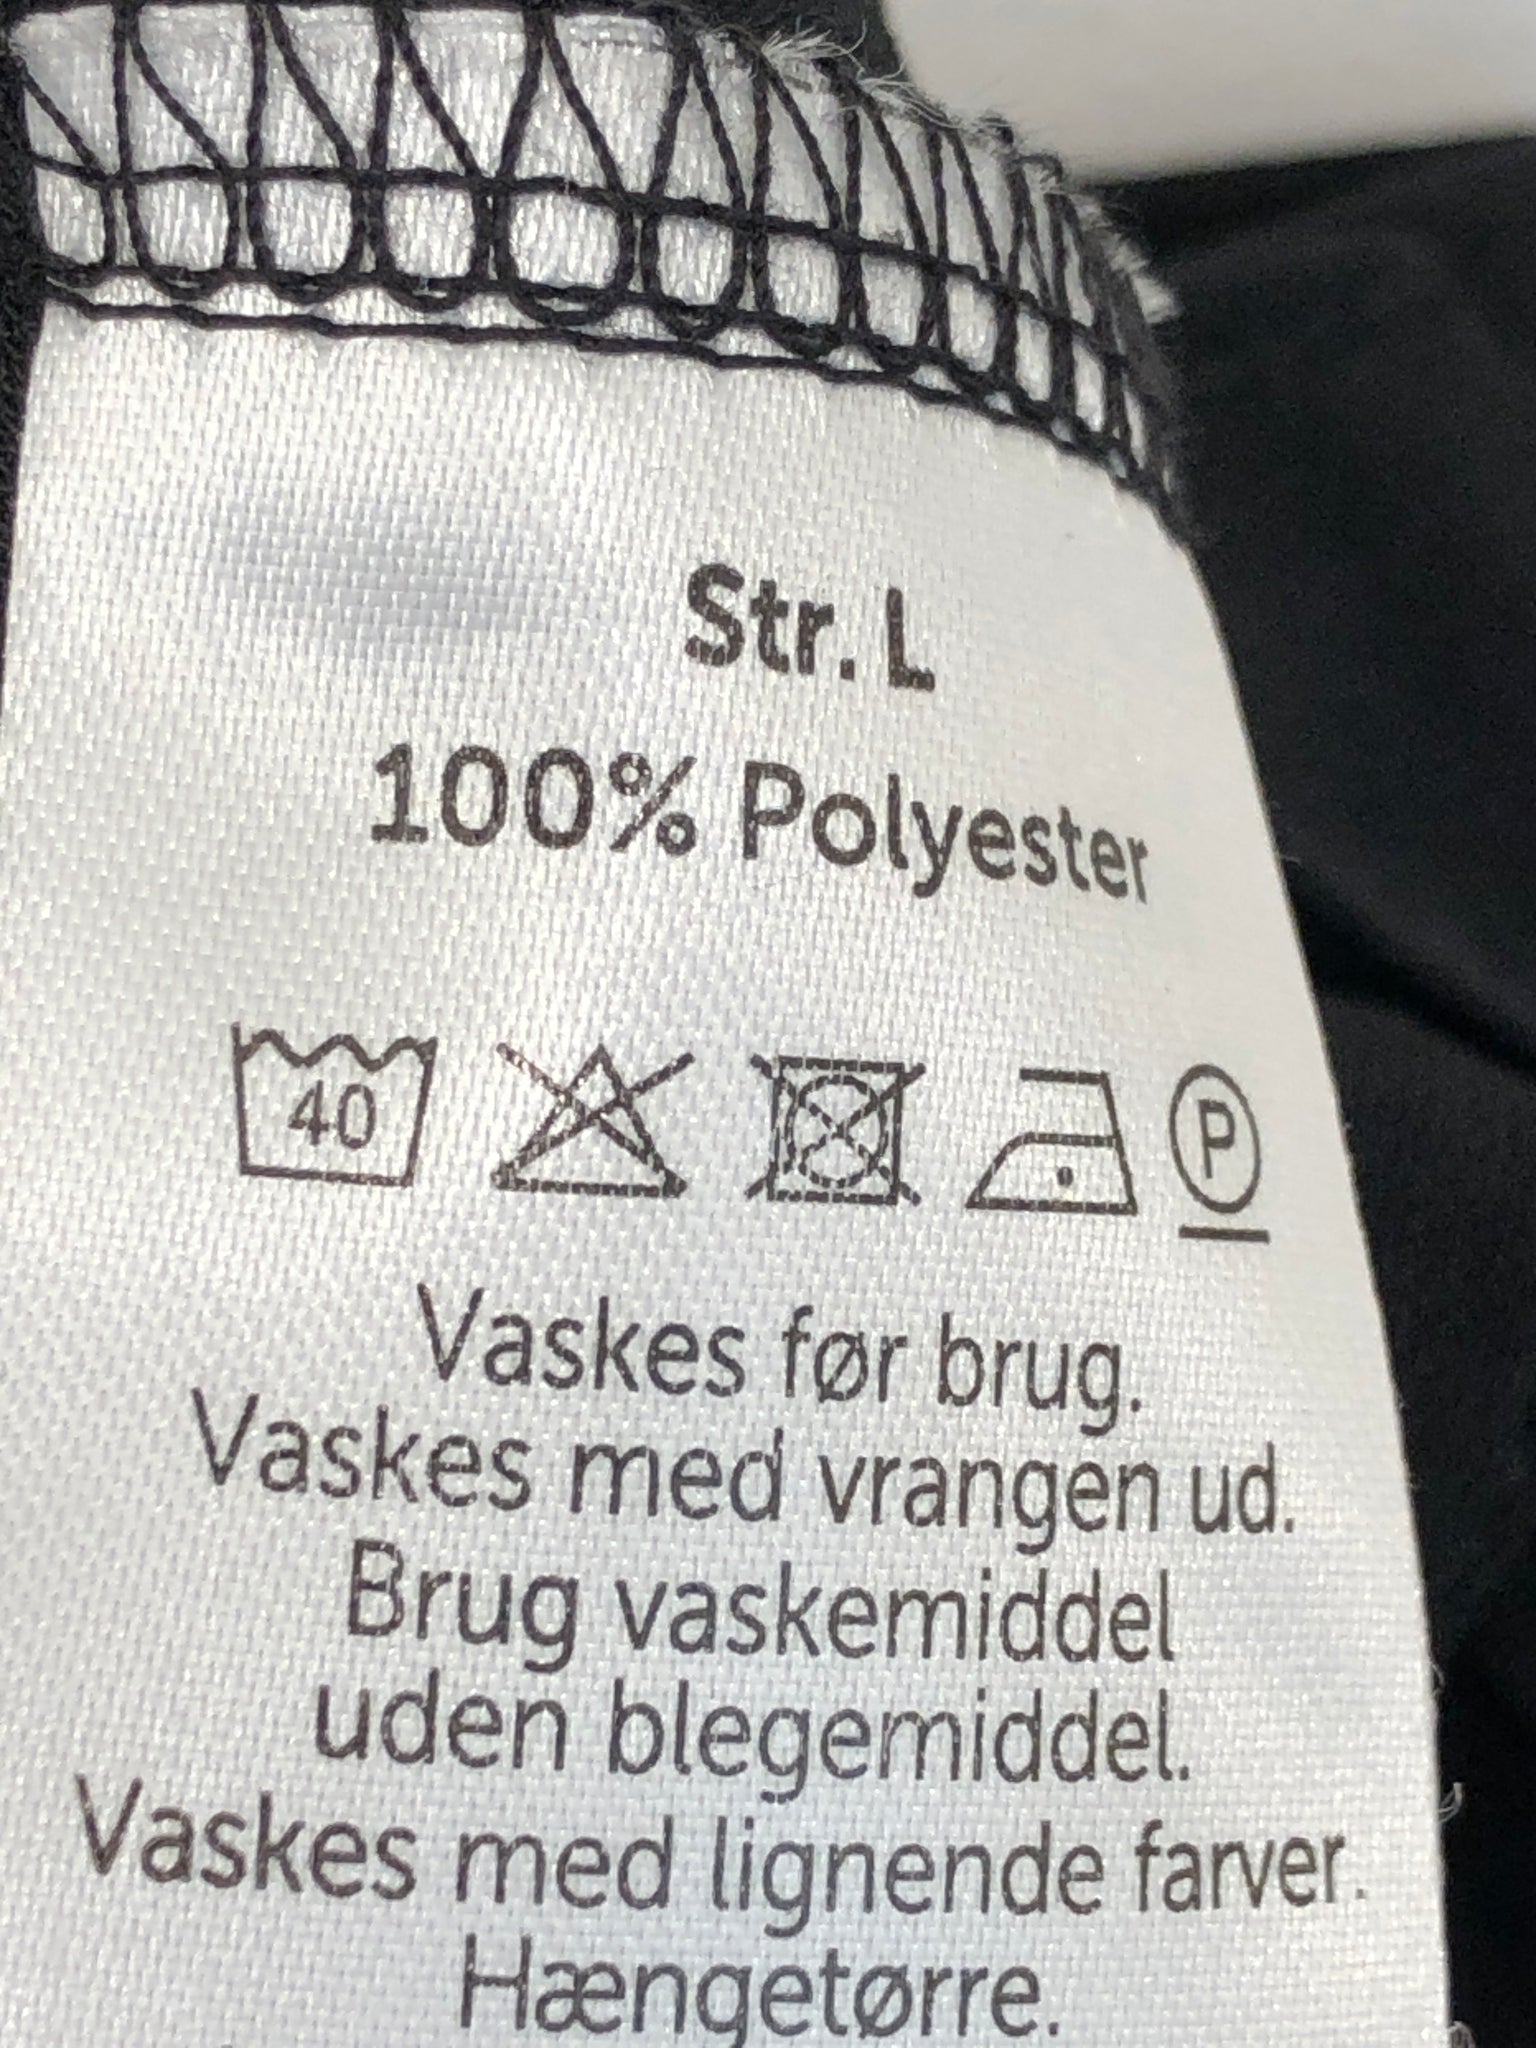 Str. L
100% Polyester
40 P
Vaskes før brug.
Vaskes med vrangen ud.
Brug vaskemiddel
uden blegemiddel.
Vaskes med lignende farver.
Hængetørre.